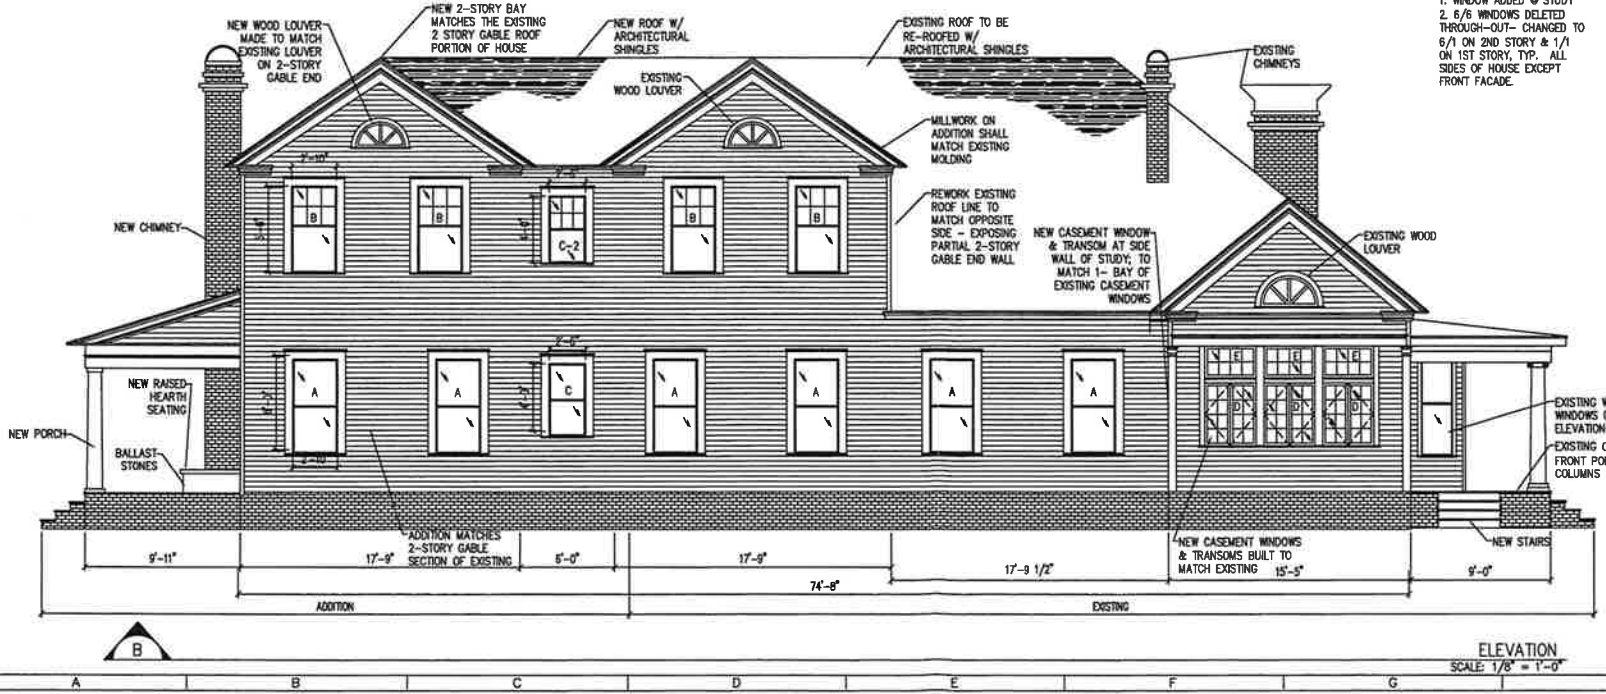 NEW WOOD LOUVER
MADE TO MATCH
EXISTING LOUVER
ON 2-STORY
GABLE END
NEW 2-STORY BAY
MATCHES THE EXISTING
2 STORY GABLE ROOF
PORTION OF HOUSE
NEW ROOF W/
ARCHITECTURAL
SHINGLES
EXISTING
WOOD LOUVER
EXISTING ROOF TO BE
RE-ROOFED W/
ARCHITECTURAL SHINGLES
EXISTING
CHIMNEYS
1. WINDOW ADDED @ STUDY
2. 6/6 WINDOWS DELETED
THROUGH-OUT- CHANGED TO
6/1 ON 2ND STORY & 1/1
ON 1ST STORY, TYP. ALL
SIDES OF HOUSE EXCEPT
FRONT FACADE.
MILLWORK ON
ADDITION SHALL
MATCH EXISTING
MOLDING
REWORK EXISTING
ROOF LINE TO
MATCH OPPOSITE
SIDE - EXPOSING
PARTIAL 2-STORY
GABLE END WALL
NEW CASEMENT WINDOW
& TRANSOM AT SIDE
WALL OF STUDY; TO
MATCH 1- BAY OF
EXISTING CASEMENT
WINDOWS
EXISTING WOOD
LOUVER
NEW CHIMNEY
2'-10"
B
B
C-2
B
B
2'-6"
NEW RAISED
HEARTH
SEATING
NEW PORCH
BALLAST
STONES
A
A
C
A
A
A
A
2'-10"
E
E
E
D
D
D
EXISTING
WINDOWS
ELEVATION
EXISTING
FRONT
COLUMNS
ADDITION MATCHES
2-STORY GABLE
SECTION OF EXISTING
NEW CASEMENT WINDOWS
& TRANSOMS BUILT TO
MATCH EXISTING
NEW STAIRS
9'-11"
17'-9"
6'-0"
17'-9"
17'-9 1/2"
15'-5"
9'-0"
74'-8"
ADDITION
EXISTING
B
ELEVATION
SCALE: 1/8" = 1'-0"
A B C D E F G